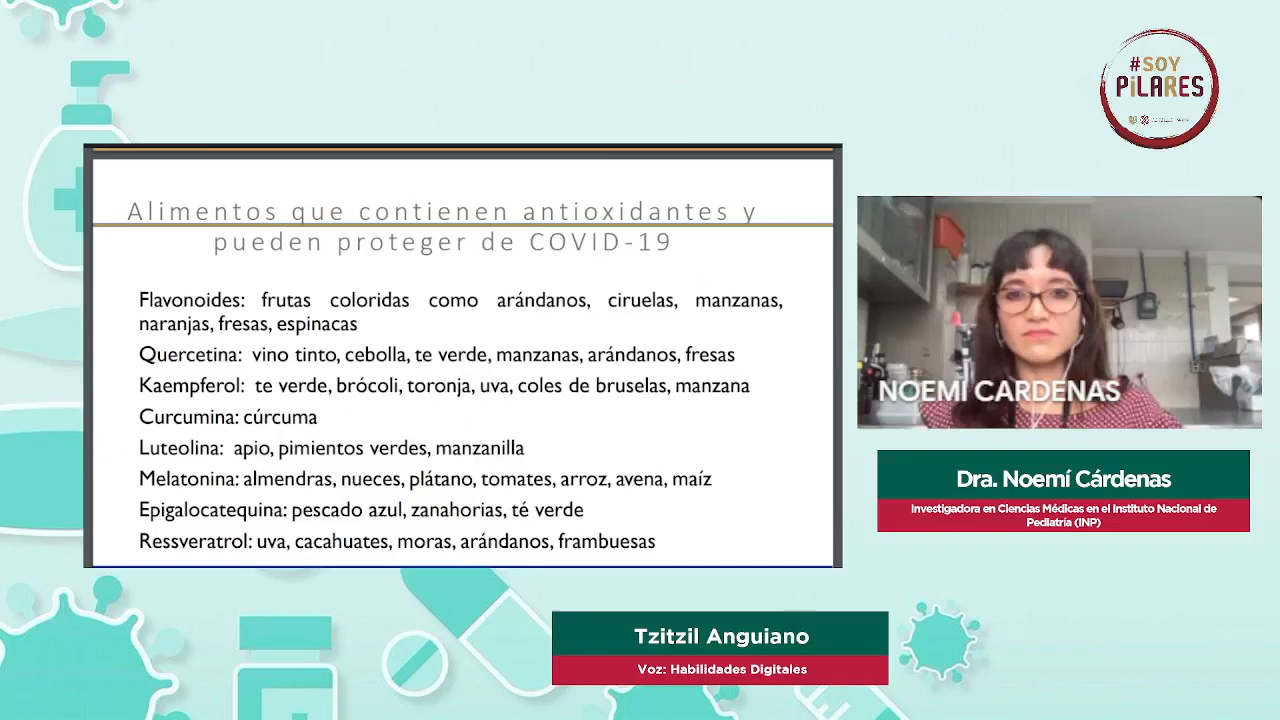 #SOY
PiLARES
Alimentos que contienen antioxidantes y
pueden proteger de COVID-19
Flavonoides: frutas coloridas como arándanos, ciruelas, manzanas,
naranjas, fresas, espinacas
Quercetina: vino tinto, cebolla, te verde, manzanas, arándanos, fresas
Kaempferol: te verde, brócoli, toronja, uva, coles de bruselas, manzana
Curcumina: cúrcuma
Luteolina: apio, pimientos verdes, manzanilla
Melatonina: almendras, nueces, plátano, tomates, arroz, avena, maíz
Epigalocatequina: pescado azul, zanahorias, té verde
Ressveratrol: uva, cacahuates, moras, arándanos, frambuesas
NOEMI CARDENAS
Dra. Noemí Cárdenas
Investigadora en Ciencias Médicas en el Instituto Nacional de
Pediatría (INP)
Tzitzil Anguiano
Voz: Habilidades Digitales